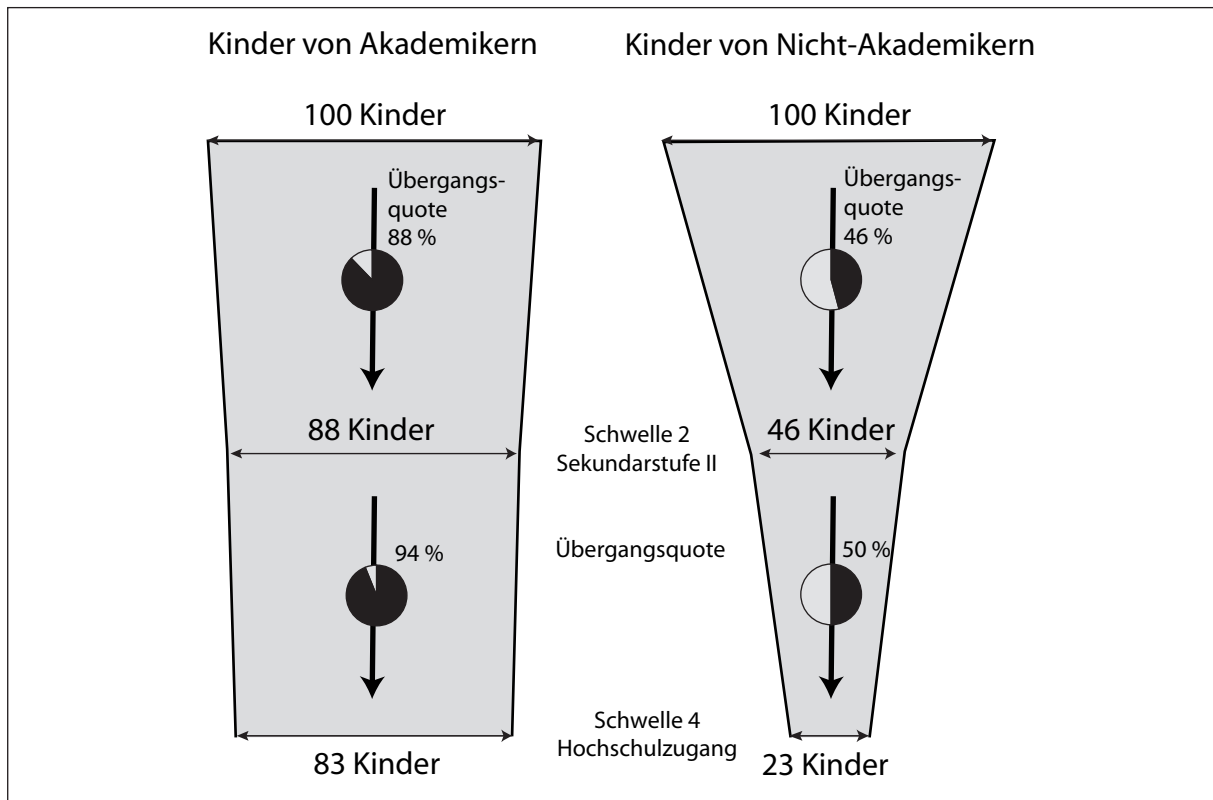 Kinder von Akademikern
Kinder von Nicht-Akademikern
100 Kinder
100 Kinder
Übergangs-
quote
88 %
Übergangs-
quote
46 %
88 Kinder
Schwelle 2
Sekundarstufe II
46 Kinder
94 %
Übergangsquote
50 %
Schwelle 4
Hochschulzugang
83 Kinder
23 Kinder